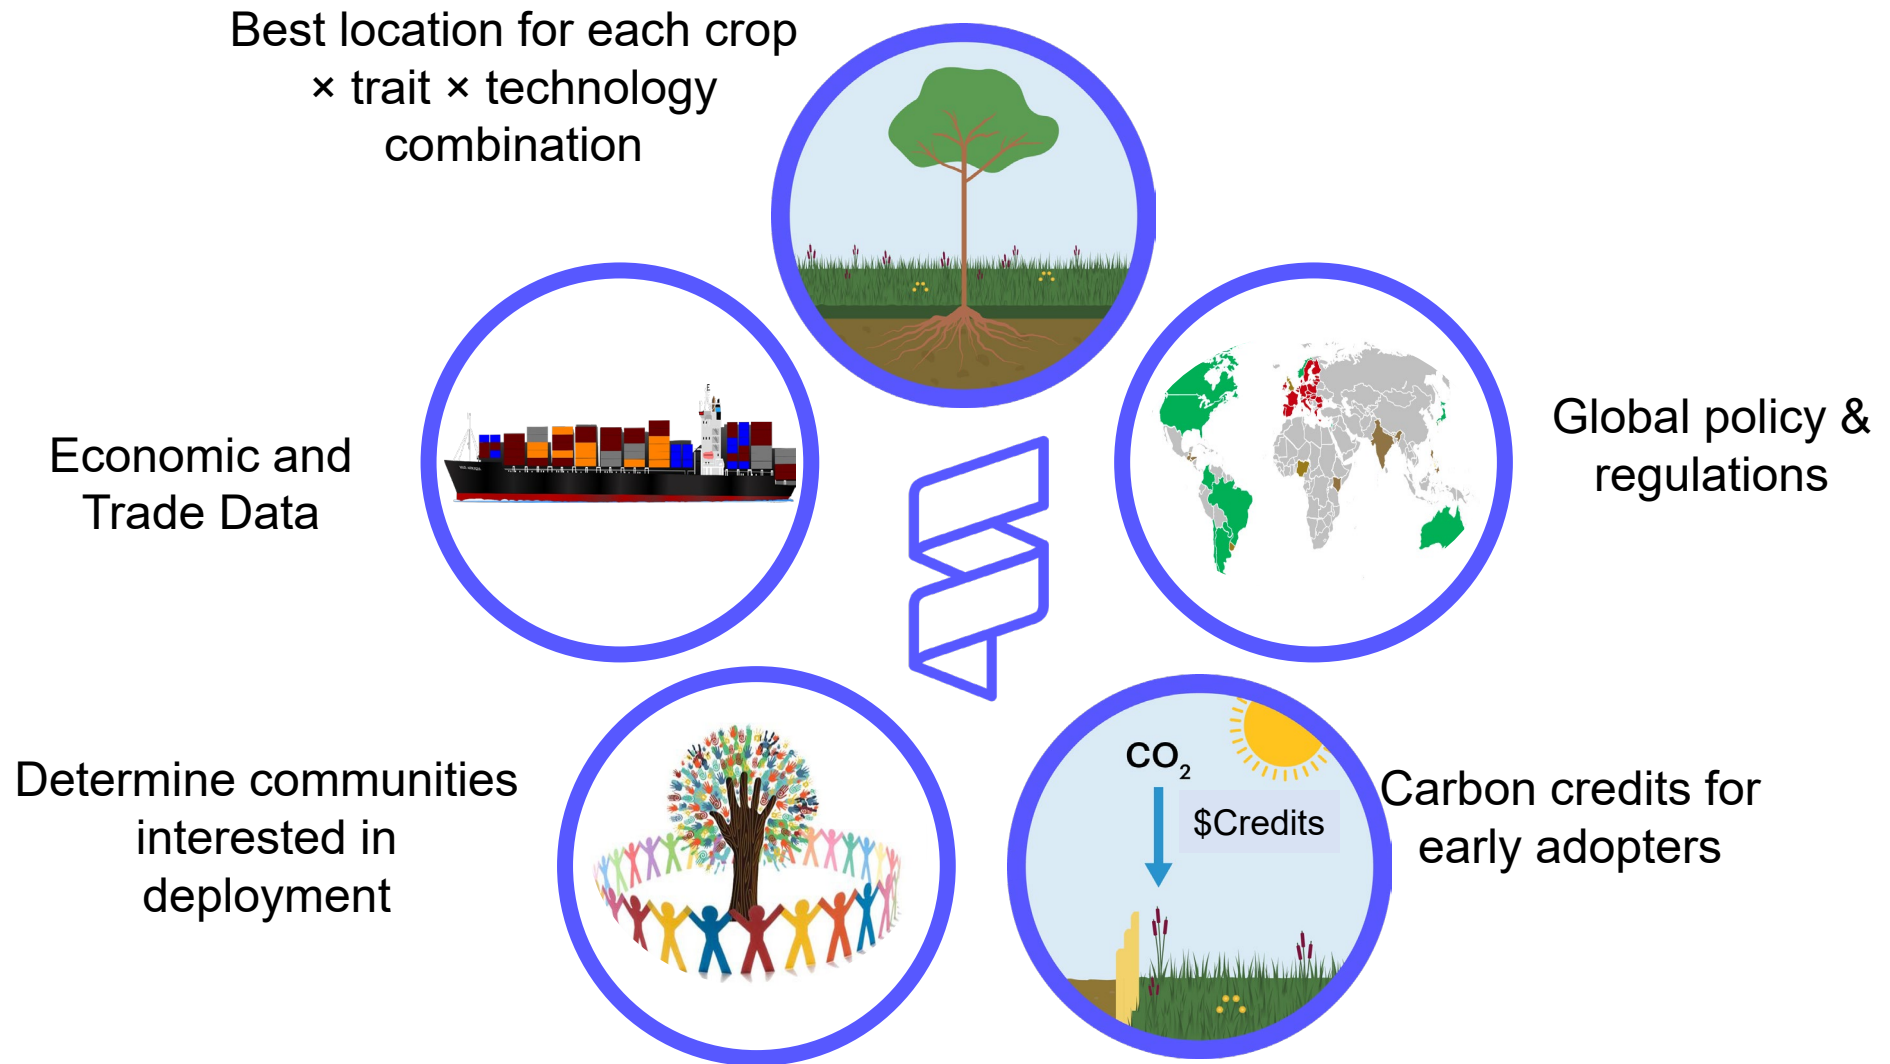 Best location for each crop
× trait × technology
combination
Economic and
Trade Data
Global policy &
regulations
Determine communities
interested in
deployment
CO₂
$Credits
Carbon credits for
early adopters